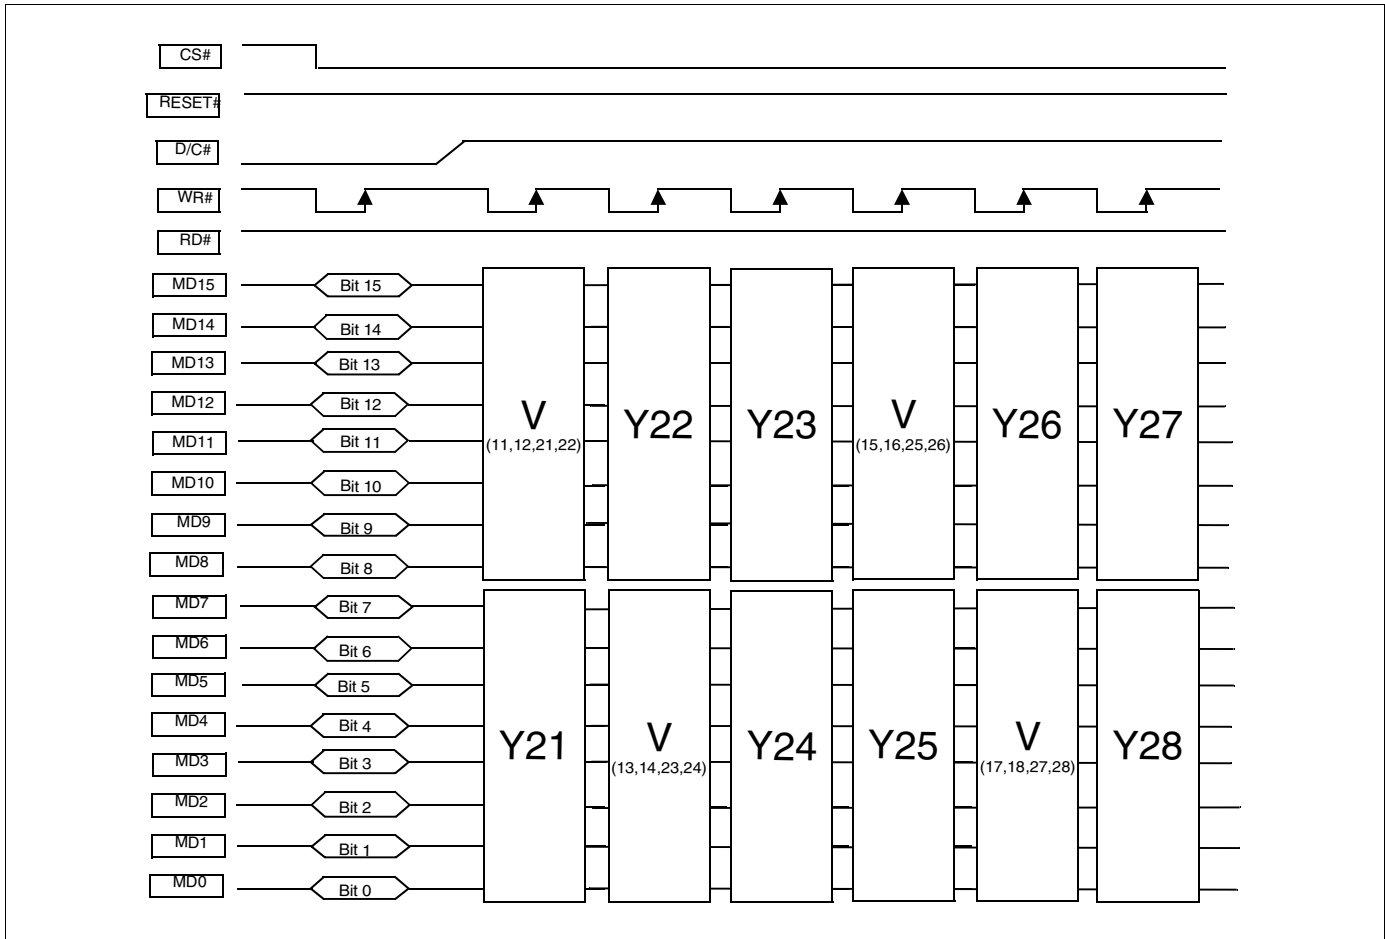 CS#
RESET#
D/C#
WR#
RD#
MD15 Bit 15
MD14 Bit 14
MD13 Bit 13
MD12 Bit 12
MD11 Bit 11
MD10 Bit 10
MD9 Bit 9
MD8 Bit 8
V Y22 Y23 V Y26 Y27
(11,12,21,22) (15,16,25,26)
MD7 Bit 7
MD6 Bit 6
MD5 Bit 5
MD4 Bit 4
MD3 Bit 3
MD2 Bit 2
MD1 Bit 1
MD0 Bit 0
Y21 V Y24 Y25 V Y28
(13,14,23,24) (17,18,27,28)